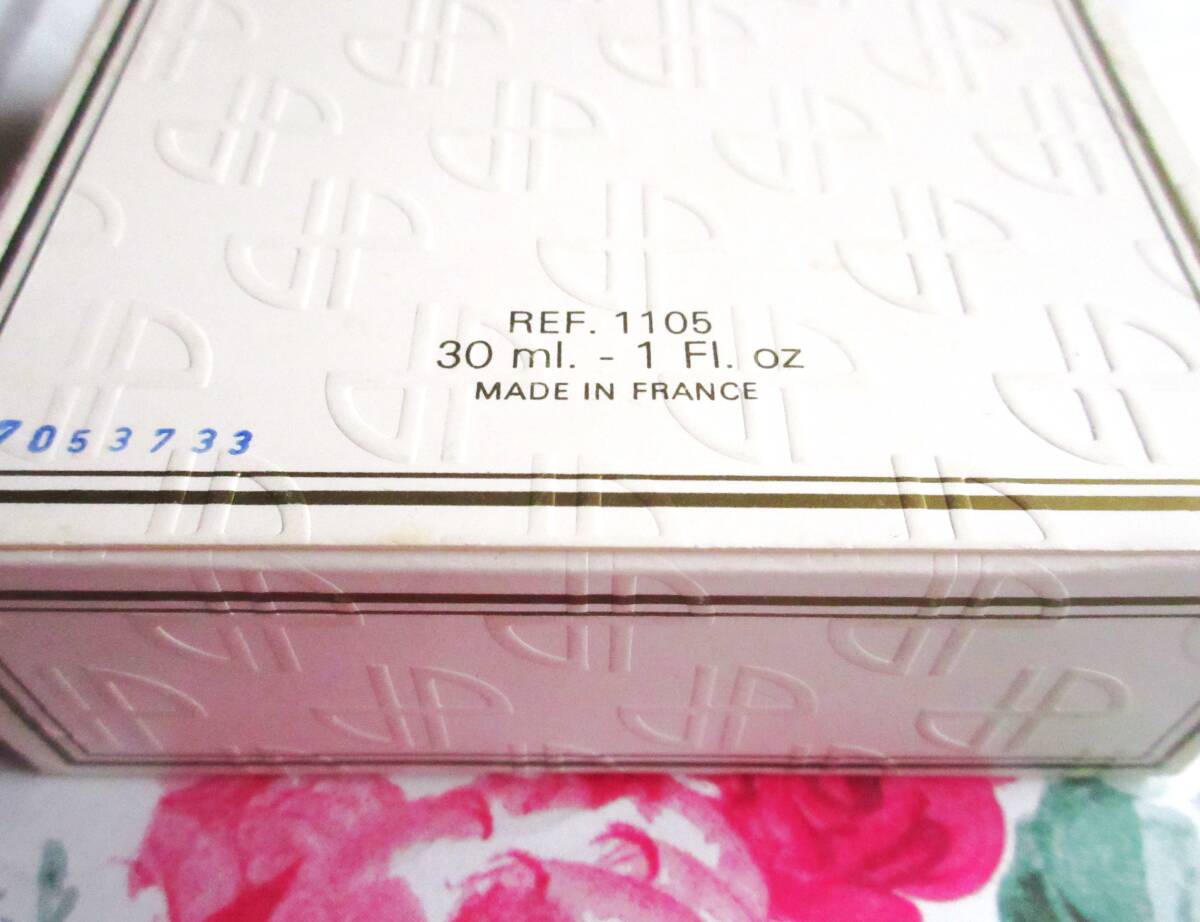 REF. 1105
30 ml. - 1 Fl. oz
MADE IN FRANCE
7053733